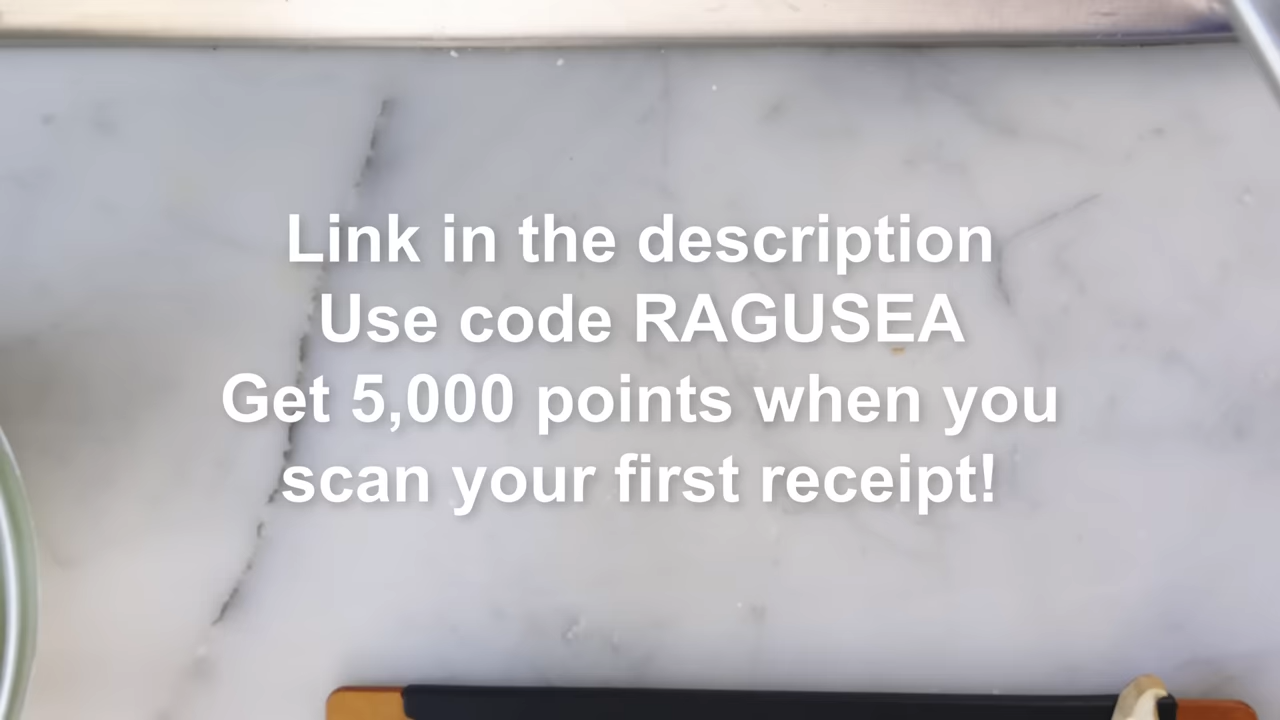 Link in the description
Use code RAGUSEA
Get 5,000 points when you
scan your first receipt!